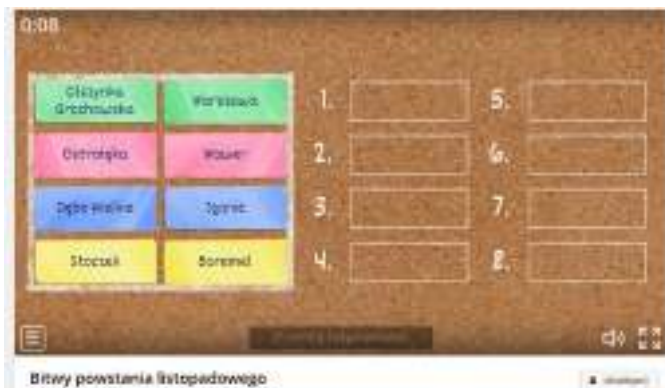 0:08
Olszynka
Grochowska
Warszawa
1.
5.
Ostrołęka
Wawer
2.
6.
Dębe Wielkie
Iganie
3.
7.
Stoczek
Boreml
4.
8.
Bitwy powstania listopadowego